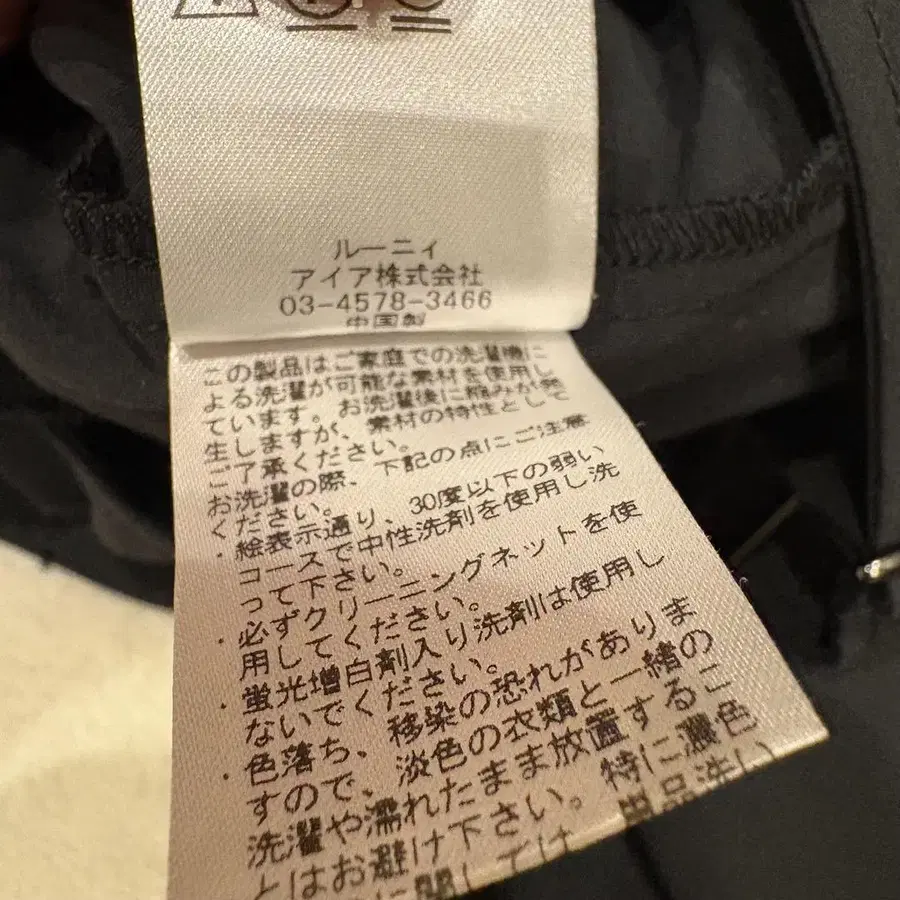 ルーニィ
アイア株式会社
03-4578-3466
中国製
この製品はご家庭での洗濯機に
よる洗濯が可能な素材を使用し
ています。お洗濯後に縮みが発
生しますが、素材の特性として
ご了承ください。
お洗濯の際、下記の点にご注意
ください。
・絵表示通り、30度以下の弱い
コースで中性洗剤を使用し洗
って下さい。
・必ずクリーニングネットを使
用してください。
・蛍光増白剤入り洗剤は使用し
ないでください。
・色落ち、移染の恐れがありま
すので、淡色の衣類と一緒の
洗濯や濡れたまま放置するこ
とはお避け下さい。特に濃色
に関しては、単品洗い